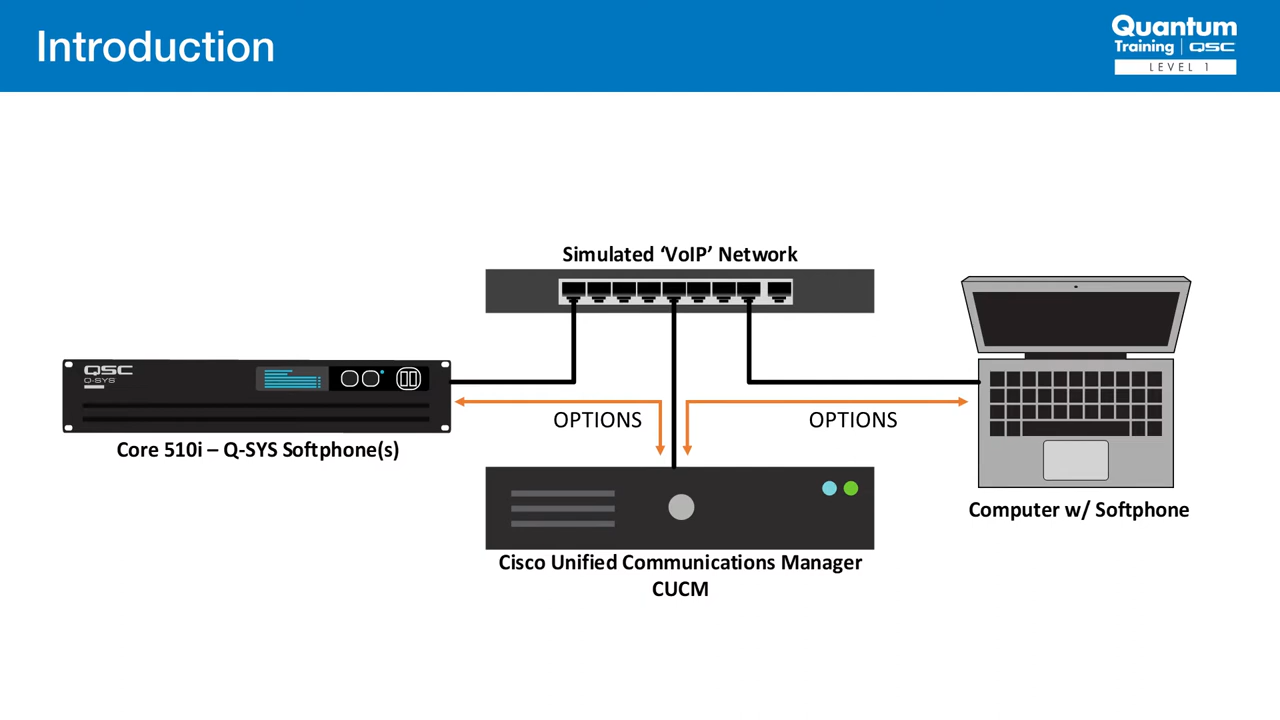 Introduction
Quantum
Training | QSC
LEVEL 1
Simulated ‘VoIP’ Network
QSC
Q-SYS
OPTIONS
OPTIONS
Core 510i – Q-SYS Softphone(s)
Computer w/ Softphone
Cisco Unified Communications Manager
CUCM